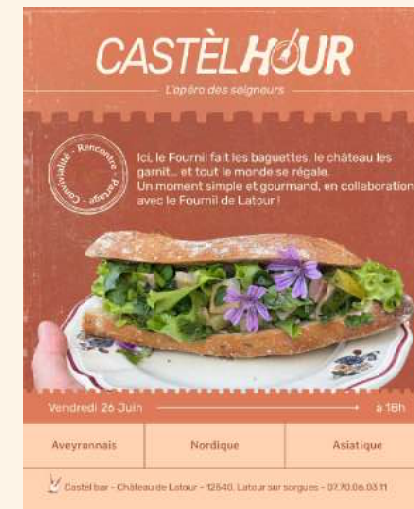 CASTÈLHOUR
L'apéro des seigneurs
Convivialité - Rencontre - Partage -
Ici, le Fournil fait les baguettes, le château les
garnit... et tout le monde se régale.
Un moment simple et gourmand, en collaboration
avec le Fournil de Latour!
Vendredi 26 Juin à 18h
Aveyronnais Nordique Asiatique
Castèl bar - Château de Latour - 12540, Latour sur sorgues - 07.70.06.03.11